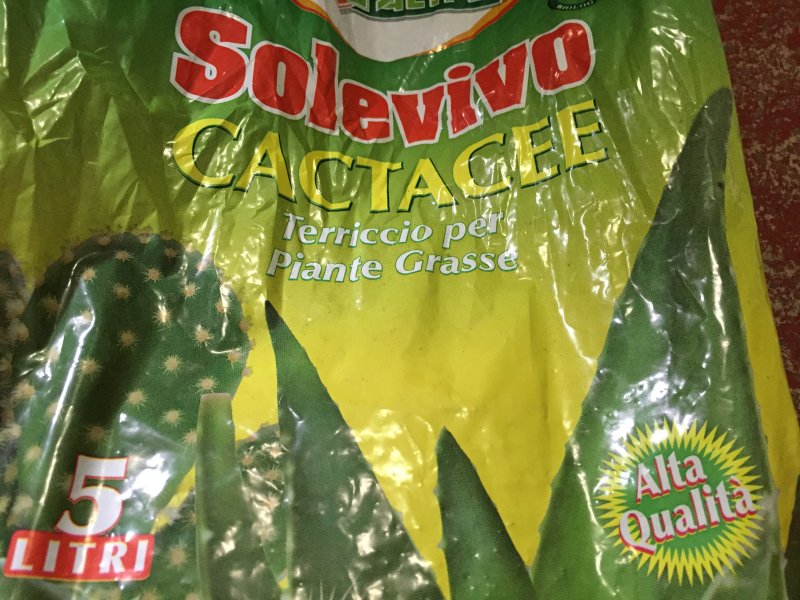 Solevivo
CACTACEE
Terriccio per
Piante Grasse
5
LITRI
Alta
Qualità